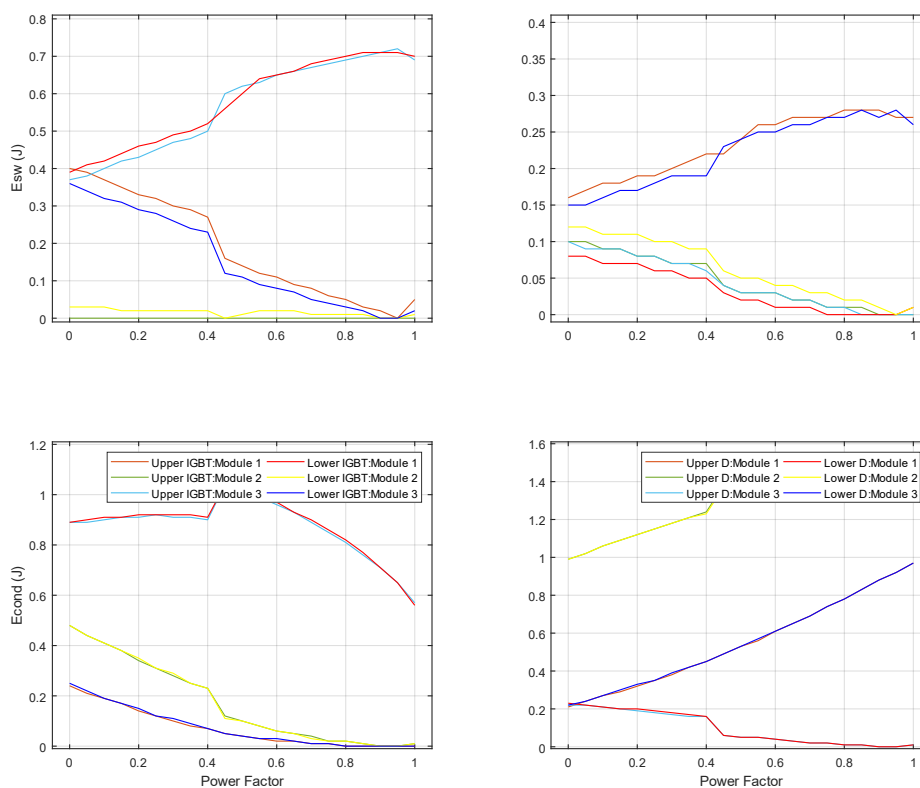 0.8
0.7
0.6
0.5
0.4
0.3
0.2
0.1
0
Esw (J)
0 0.2 0.4 0.6 0.8 1
0.4
0.35
0.3
0.25
0.2
0.15
0.1
0.05
0
0 0.2 0.4 0.6 0.8 1
1.2
1
0.8
0.6
0.4
0.2
0
Econd (J)
Upper IGBT:Module 1 Lower IGBT:Module 1
Upper IGBT:Module 2 Lower IGBT:Module 2
Upper IGBT:Module 3 Lower IGBT:Module 3
0 0.2 0.4 0.6 0.8 1
Power Factor
1.6
1.4
1.2
1
0.8
0.6
0.4
0.2
0
Upper D:Module 1 Lower D:Module 1
Upper D:Module 2 Lower D:Module 2
Upper D:Module 3 Lower D:Module 3
0 0.2 0.4 0.6 0.8 1
Power Factor